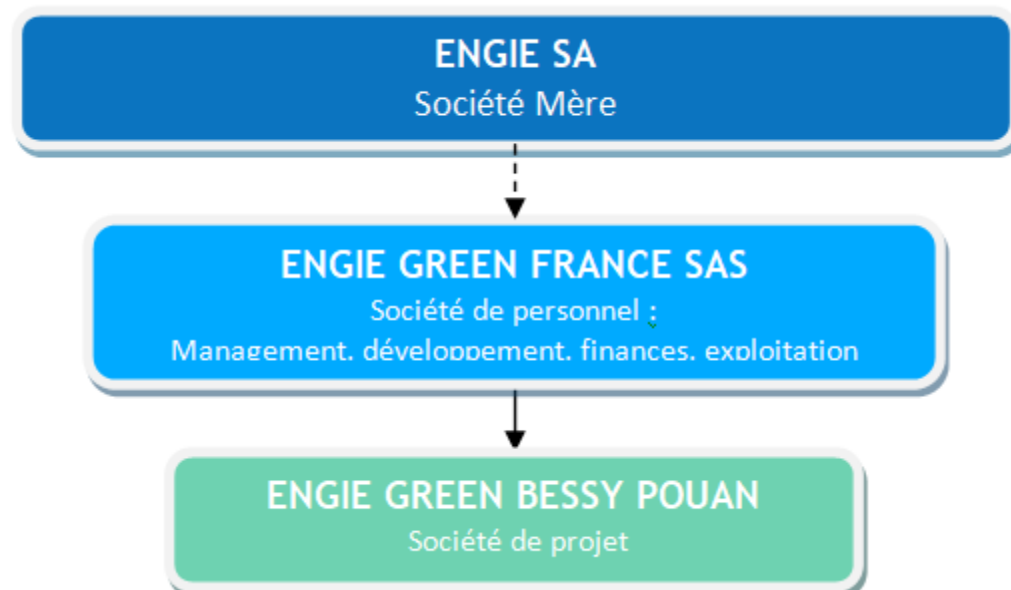 ENGIE SA
Société Mère
ENGIE GREEN FRANCE SAS
Société de personnel :
Management, développement, finances, exploitation
ENGIE GREEN BESSY POUAN
Société de projet